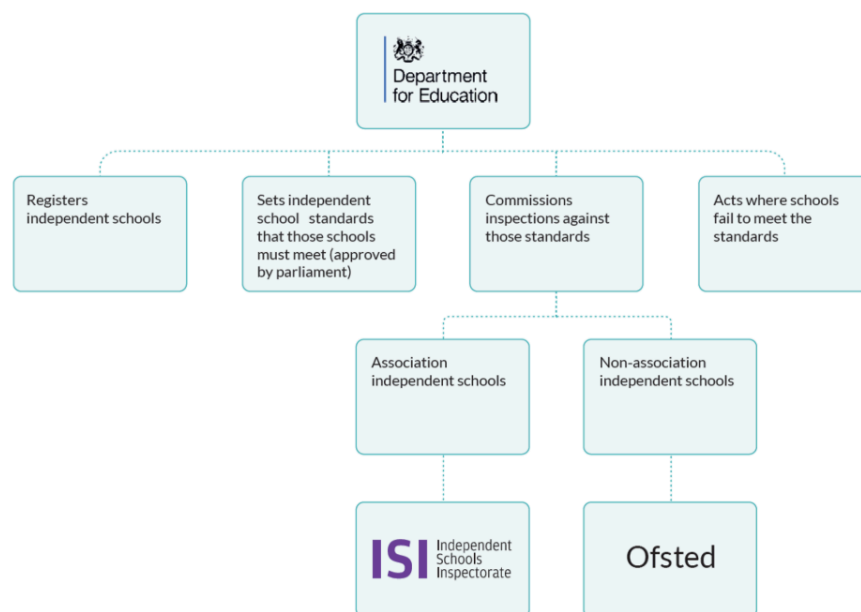 Department
for Education
Registers
independent schools
Sets independent
school standards
that those schools
must meet (approved
by parliament)
Commissions
inspections against
those standards
Acts where schools
fail to meet the
standards
Association
independent schools
Non-association
independent schools
ISI Independent
Schools
Inspectorate
Ofsted